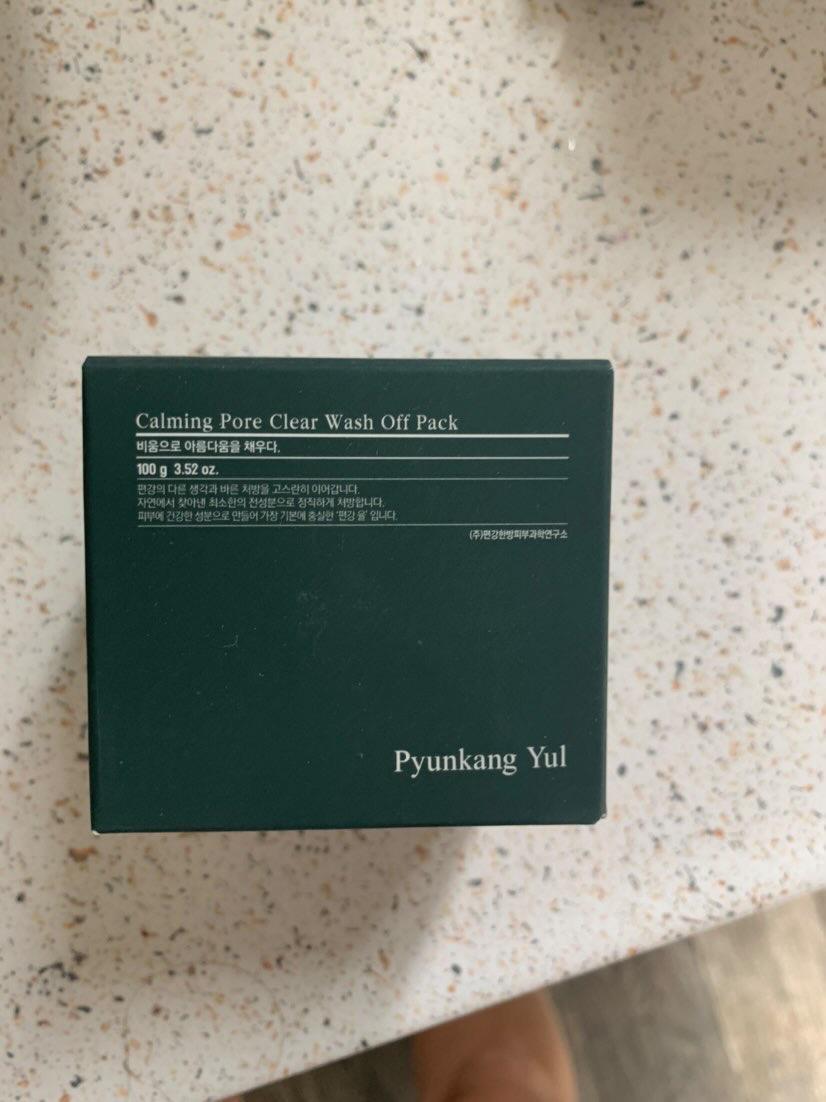 Calming Pore Clear Wash Off Pack
비움으로 아름다움을 채우다.
100 g 3.52 oz.
편강의 다른 생각과 바른 처방을 고스란히 이어갑니다.
자연에서 찾아낸 최소한의 전성분으로 정직하게 처방합니다.
피부에 건강한 성분으로 만들어 가장 기본에 충실한 '편강 율' 입니다.
(주)편강한방피부과학연구소
Pyunkang Yul